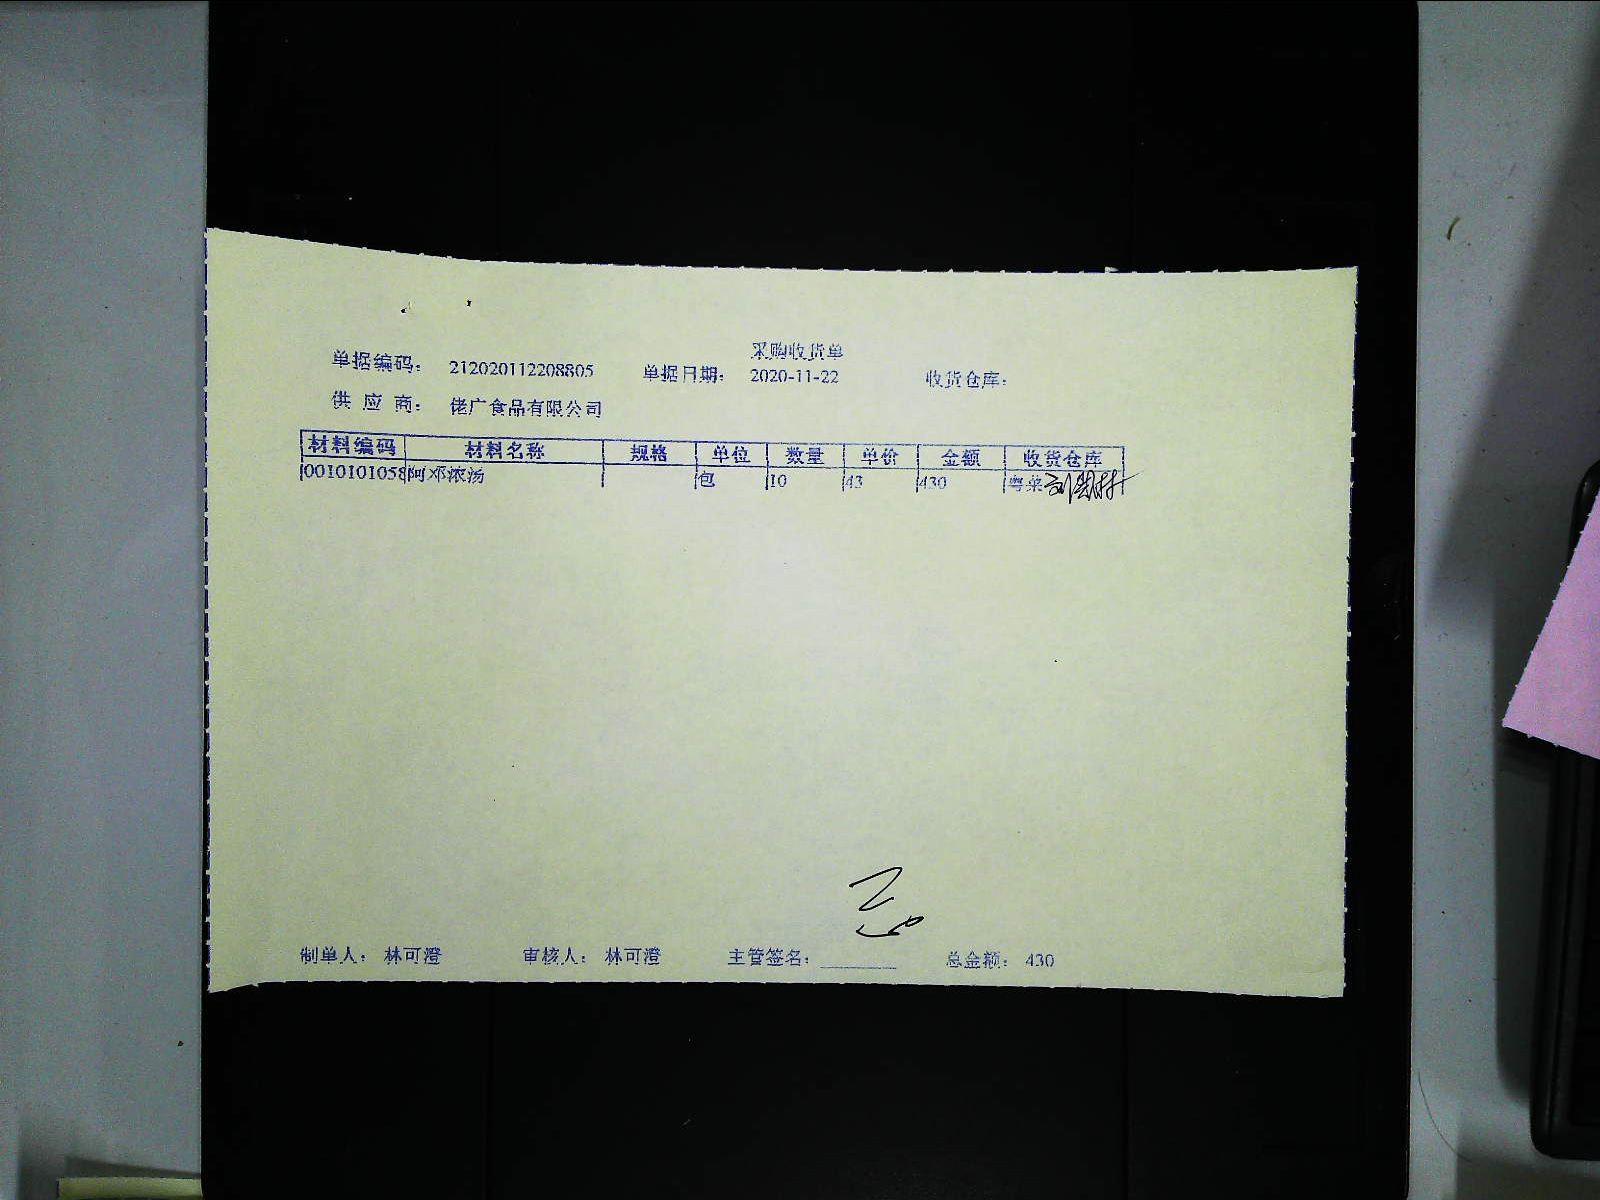 采购收货单
单据编码： 212020112208805 单据日期： 2020-11-22 收货仓库：
供 应 商： 佬广食品有限公司
材料编码 材料名称 规格 单位 数量 单价 金额 收货仓库
0010101058 阿邓浓汤 包 10 43 430 粤菜
制单人： 林可澄 审核人： 林可澄 主管签名： 总金额： 430